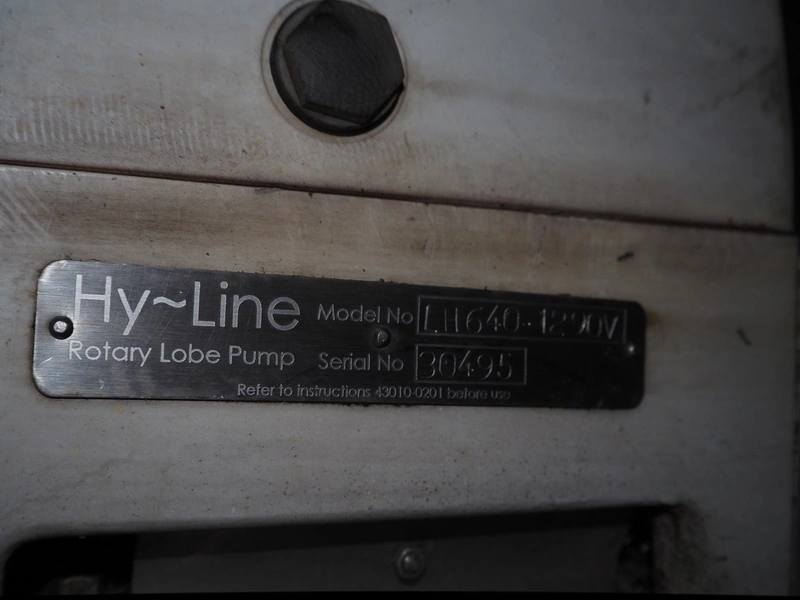 Hy~Line Model No LH640-1290V
Rotary Lobe Pump Serial No 30495
Refer to instructions 43010-0201 before use